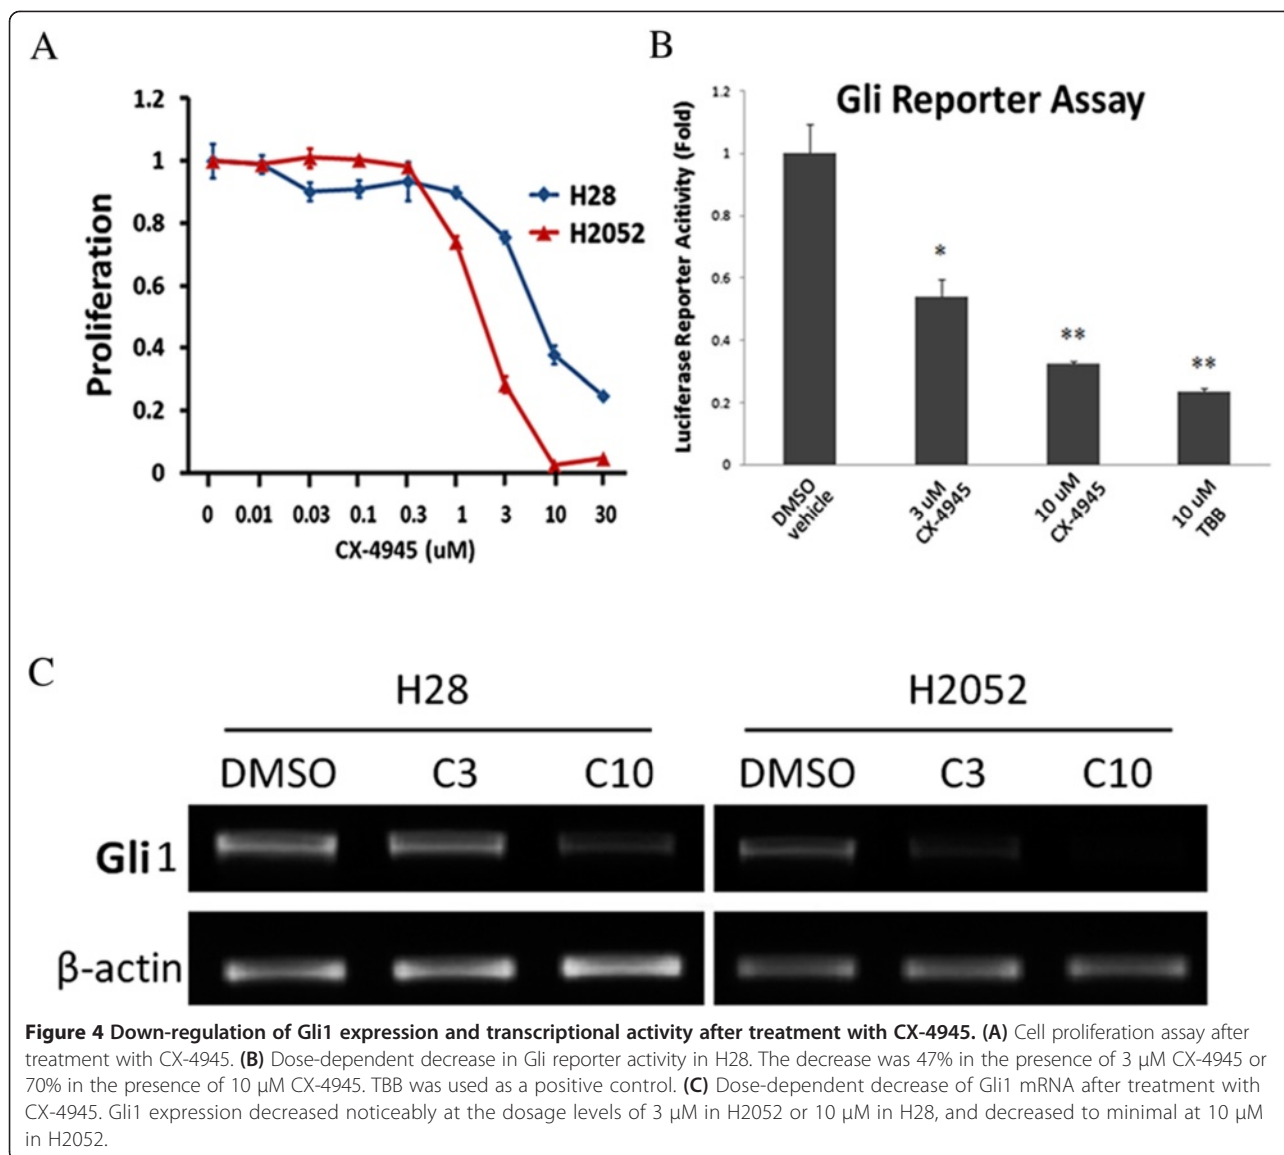 A
1.2
1
0.8
0.6
0.4
0.2
0
Proliferation
H28
H2052
0 0.01 0.03 0.1 0.3 1 3 10 30
CX-4945 (uM)
B
Gli Reporter Assay
Luciferase Reporter Acitivity (Fold)
1.2
1
0.8
0.6
0.4
0.2
0
*
**
**
DMSO
vehicle
3 uM
CX-4945
10 uM
CX-4945
10 uM
TBB
C
H28 H2052
DMSO C3 C10 DMSO C3 C10
Gli1
β-actin
Figure 4 Down-regulation of Gli1 expression and transcriptional activity after treatment with CX-4945. (A) Cell proliferation assay after
treatment with CX-4945. (B) Dose-dependent decrease in Gli reporter activity in H28. The decrease was 47% in the presence of 3 μM CX-4945 or
70% in the presence of 10 μM CX-4945. TBB was used as a positive control. (C) Dose-dependent decrease of Gli1 mRNA after treatment with
CX-4945. Gli1 expression decreased noticeably at the dosage levels of 3 μM in H2052 or 10 μM in H28, and decreased to minimal at 10 μM
in H2052.